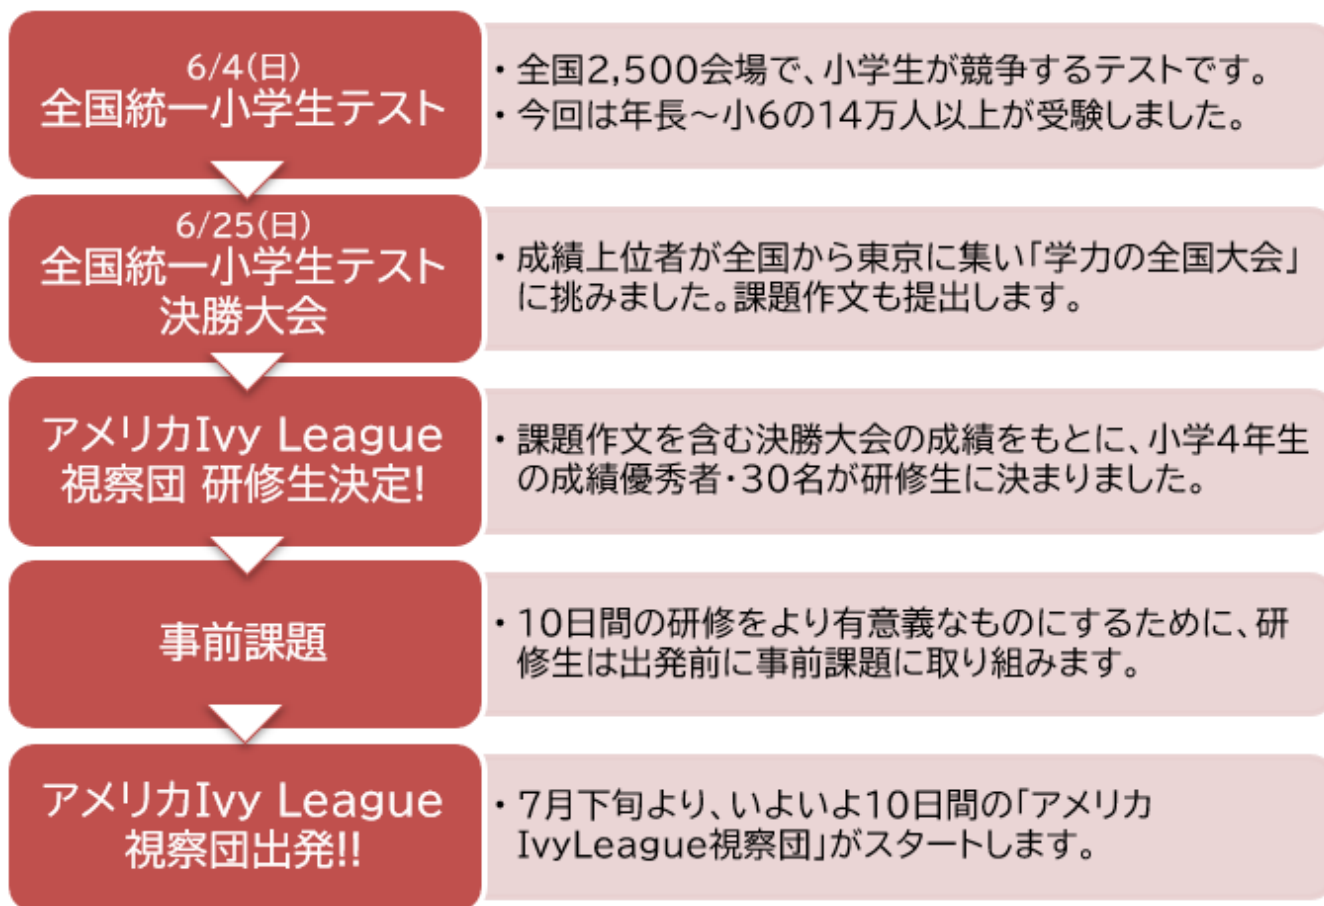 6/4(日)
全国統一小学生テスト
・全国2,500会場で、小学生が競争するテストです。
・今回は年長～小6の14万人以上が受験しました。
6/25(日)
全国統一小学生テスト
決勝大会
・成績上位者が全国から東京に集い「学力の全国大会」
に挑みました。課題作文も提出します。
アメリカIvy League
視察団 研修生決定!
・課題作文を含む決勝大会の成績をもとに、小学4年生
の成績優秀者・30名が研修生に決まりました。
事前課題
・10日間の研修をより有意義なものにするために、研
修生は出発前に事前課題に取り組みます。
アメリカIvy League
視察団出発!!
・7月下旬より、いよいよ10日間の「アメリカ
IvyLeague視察団」がスタートします。